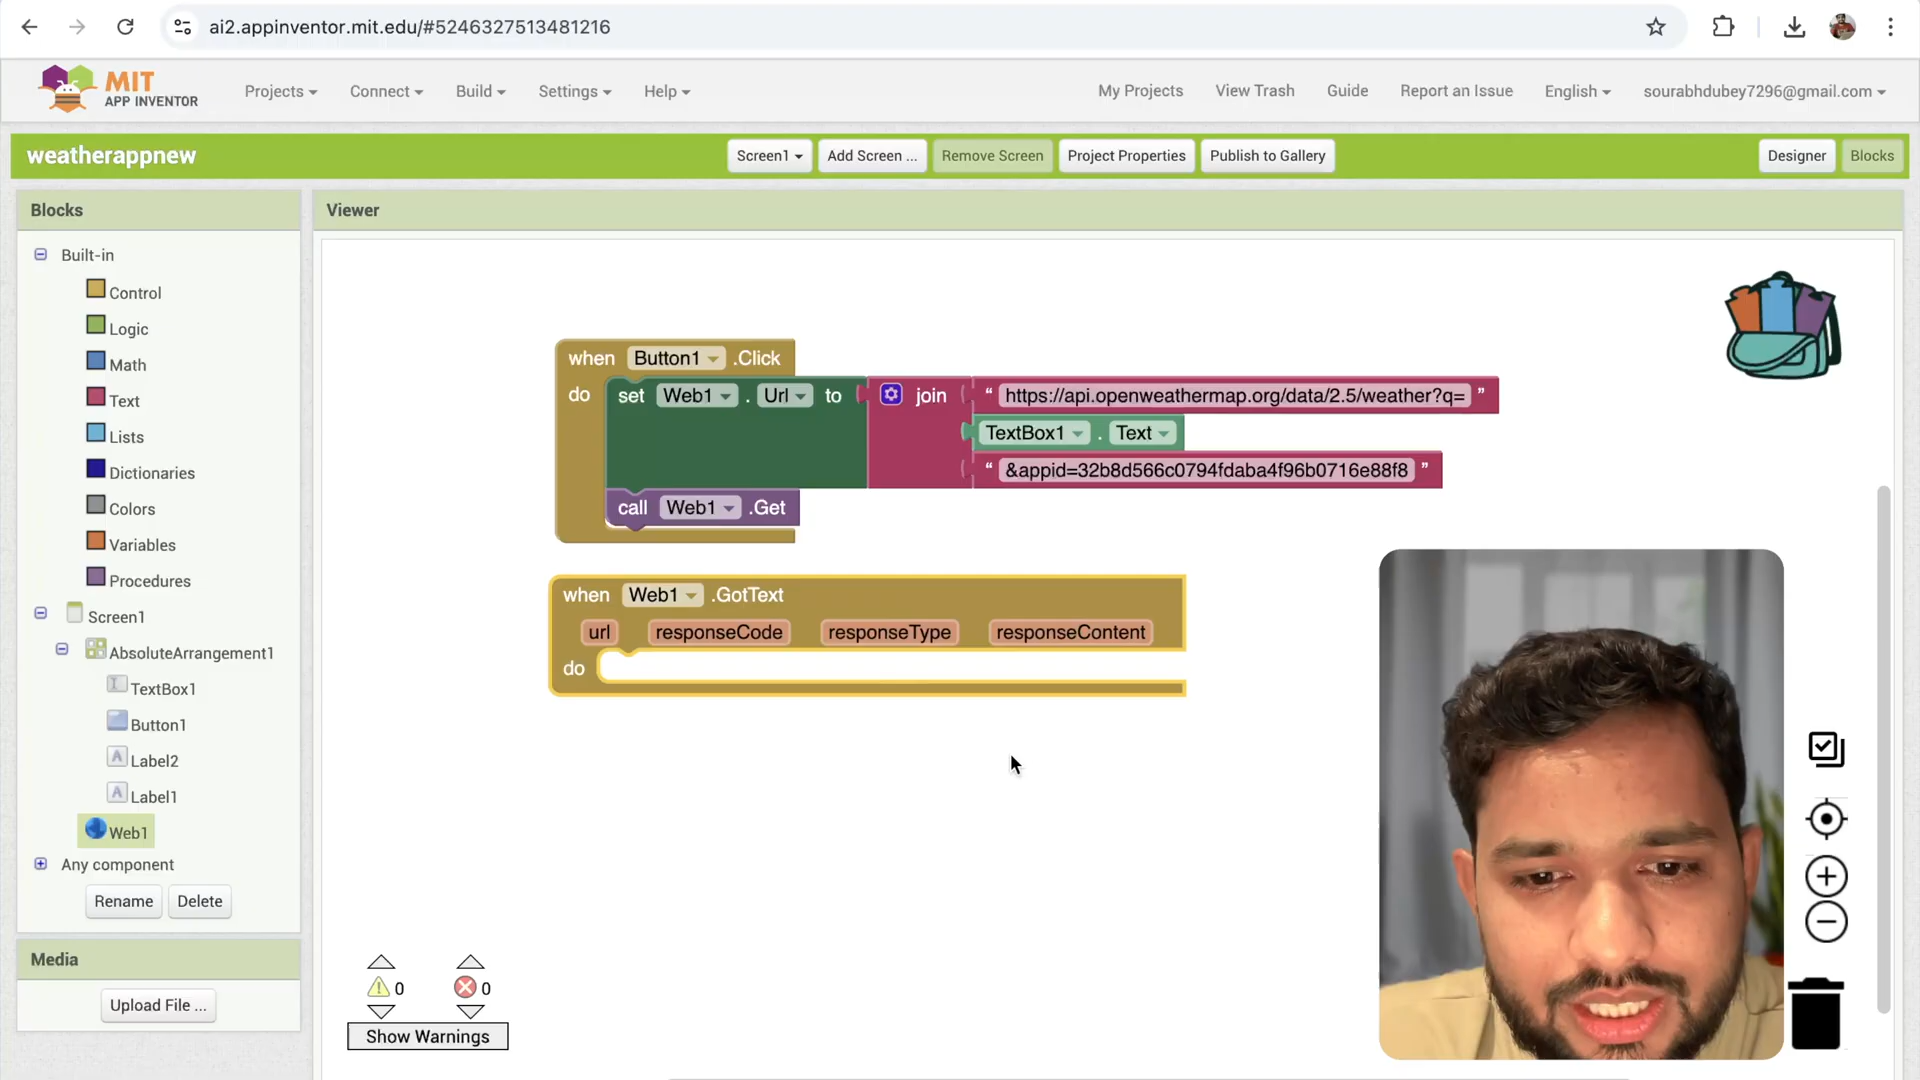 ai2.appinventor.mit.edu/#5246327513481216
MIT
APP INVENTOR
Projects
Connect
Build
Settings
Help
My Projects
View Trash
Guide
Report an Issue
English
sourabhdubey7296@gmail.com
weatherappnew
Screen1
Add Screen ...
Remove Screen
Project Properties
Publish to Gallery
Designer
Blocks
Blocks
Viewer
Built-in
Control
Logic
Math
Text
Lists
Dictionaries
Colors
Variables
Procedures
Screen1
AbsoluteArrangement1
TextBox1
Button1
Label2
Label1
Web1
Any component
Rename
Delete
Media
Upload File ...
when Button1 .Click
do set Web1 . Url to join “ https://api.openweathermap.org/data/2.5/weather?q= ”
TextBox1 . Text
“ &appid=32b8d566c0794fdaba4f96b0716e88f8 ”
call Web1 .Get
when Web1 .GotText
url responseCode responseType responseContent
do
0
0
Show Warnings